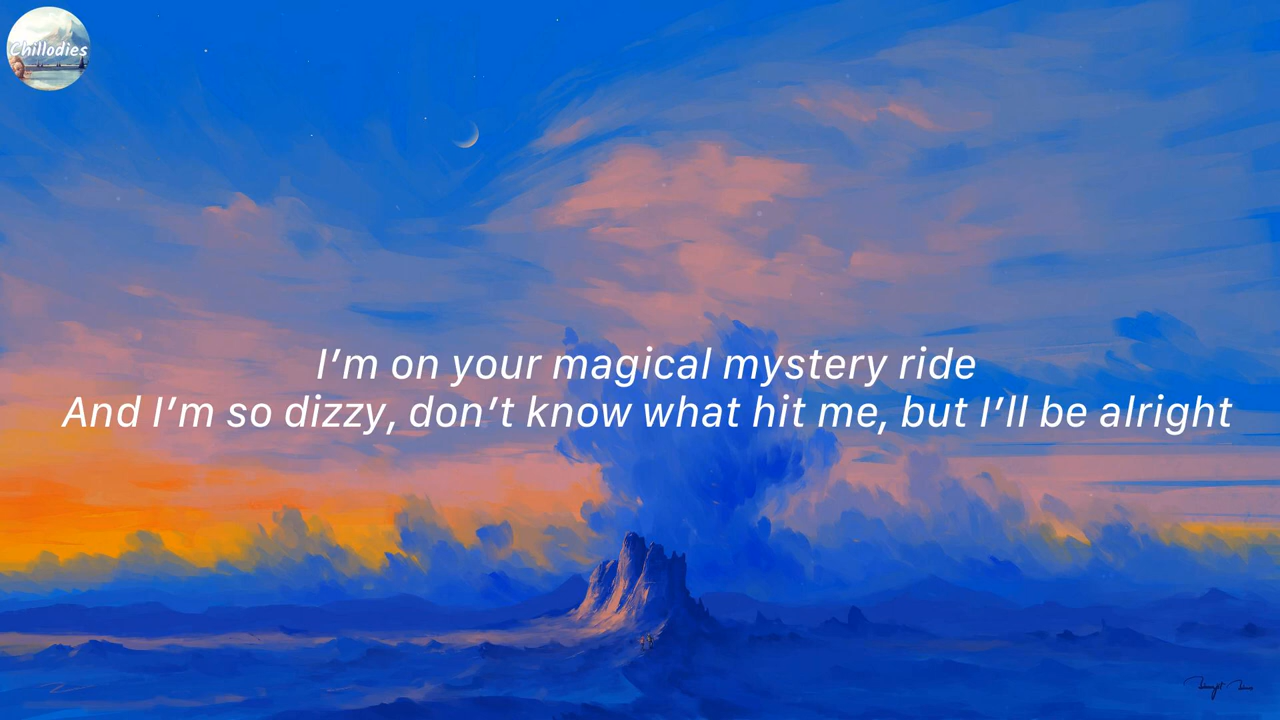 Chillodies
I’m on your magical mystery ride
And I’m so dizzy, don’t know what hit me, but I’ll be alright